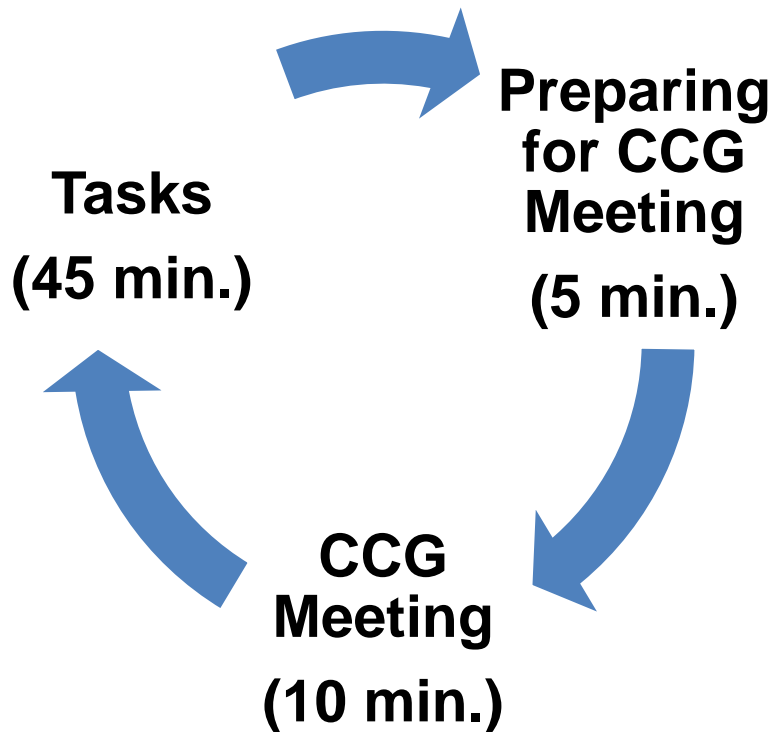 Preparing
for CCG
Meeting
(5 min.)
Tasks
(45 min.)
CCG
Meeting
(10 min.)